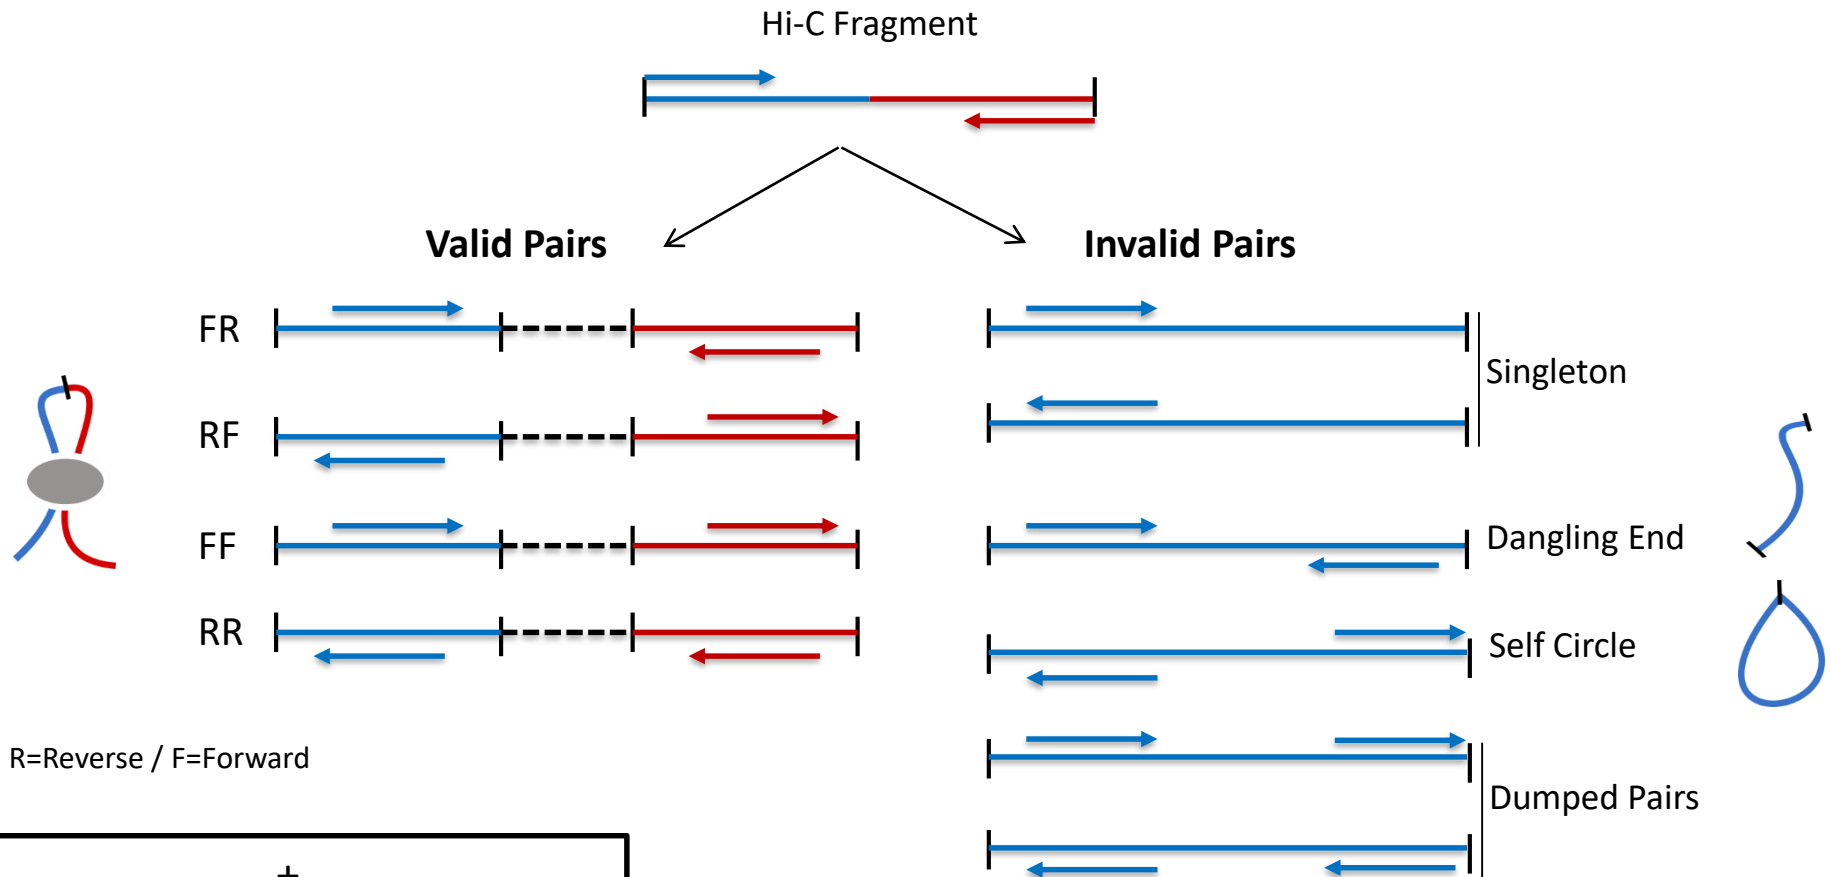 Hi-C Fragment
Valid Pairs
Invalid Pairs
FR
RF
FF
RR
Singleton
Dangling End
Self Circle
Dumped Pairs
R=Reverse / F=Forward
+